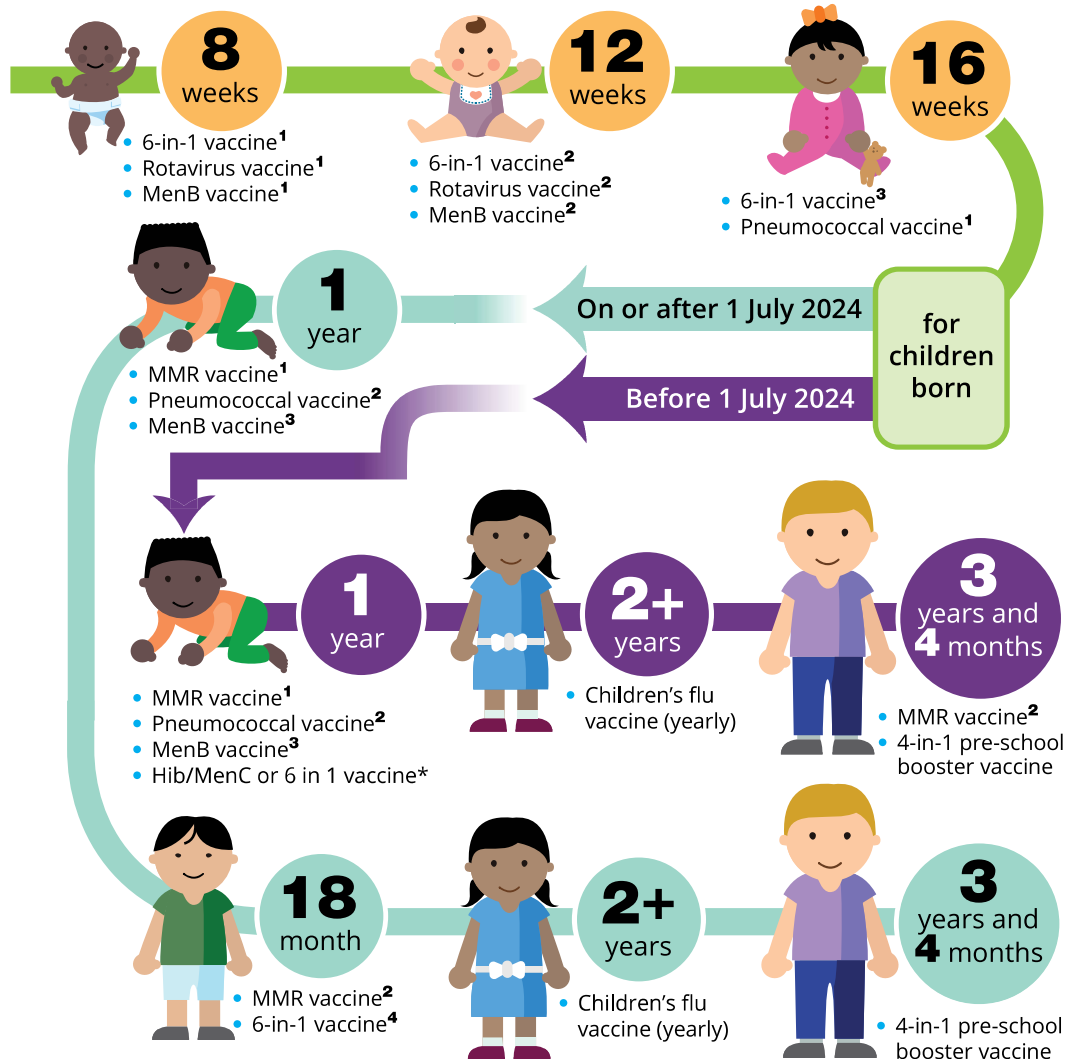 8
weeks
• 6-in-1 vaccine¹
• Rotavirus vaccine¹
• MenB vaccine¹
12
weeks
• 6-in-1 vaccine²
• Rotavirus vaccine²
• MenB vaccine²
16
weeks
• 6-in-1 vaccine³
• Pneumococcal vaccine¹
for
children
born
On or after 1 July 2024
Before 1 July 2024
1
year
• MMR vaccine¹
• Pneumococcal vaccine²
• MenB vaccine³
1
year
• MMR vaccine¹
• Pneumococcal vaccine²
• MenB vaccine³
• Hib/MenC or 6 in 1 vaccine*
2+
years
• Children's flu
vaccine (yearly)
3
years and
4 months
• MMR vaccine²
• 4-in-1 pre-school
booster vaccine
18
month
• MMR vaccine²
• 6-in-1 vaccine⁴
2+
years
• Children's flu
vaccine (yearly)
3
years and
4 months
• 4-in-1 pre-school
booster vaccine